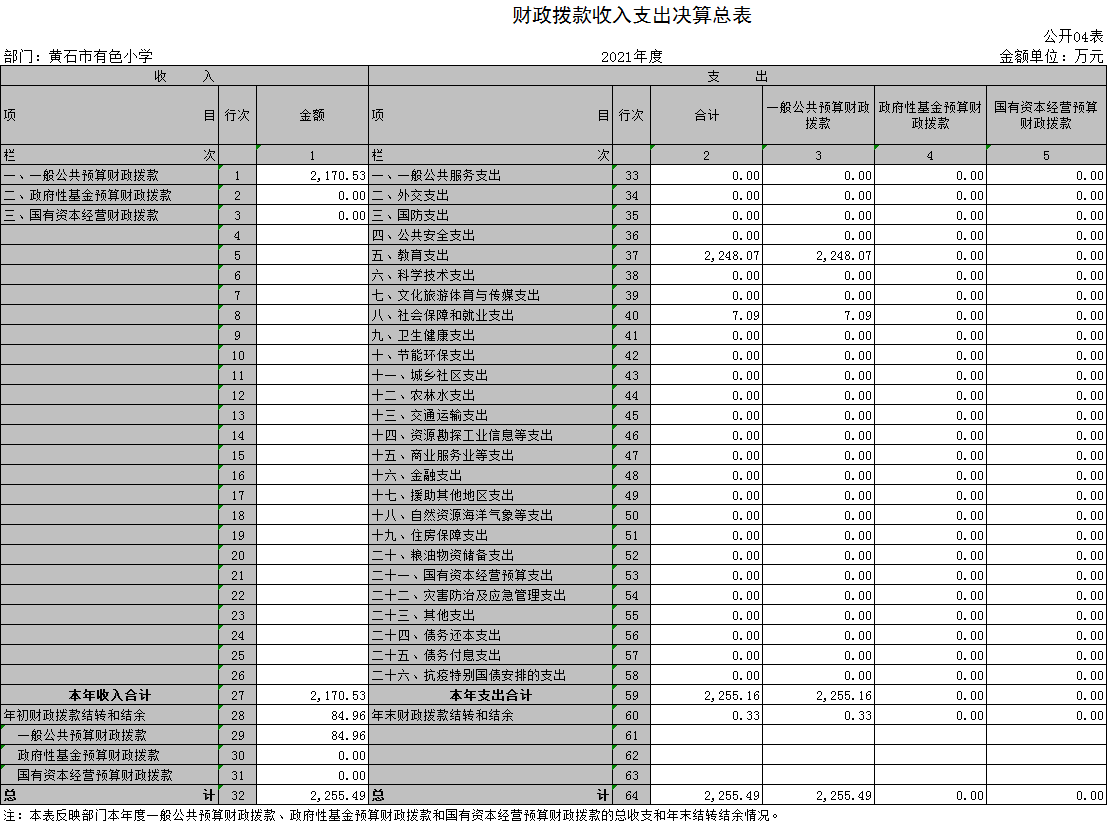 财政拨款收入支出决算总表
公开04表
部门：黄石市有色小学 2021年度 金额单位：万元
收 入 支 出
项 目 行次 金额 项 目 行次 合计 一般公共预算财政拨款 政府性基金预算财政拨款 国有资本经营预算财政拨款
栏 次 1 栏 次 2 3 4 5
一、一般公共预算财政拨款 1 2,170.53 一、一般公共服务支出 33 0.00 0.00 0.00 0.00
二、政府性基金预算财政拨款 2 0.00 二、外交支出 34 0.00 0.00 0.00 0.00
三、国有资本经营财政拨款 3 0.00 三、国防支出 35 0.00 0.00 0.00 0.00
4 四、公共安全支出 36 0.00 0.00 0.00 0.00
5 五、教育支出 37 2,248.07 2,248.07 0.00 0.00
6 六、科学技术支出 38 0.00 0.00 0.00 0.00
7 七、文化旅游体育与传媒支出 39 0.00 0.00 0.00 0.00
8 八、社会保障和就业支出 40 7.09 7.09 0.00 0.00
9 九、卫生健康支出 41 0.00 0.00 0.00 0.00
10 十、节能环保支出 42 0.00 0.00 0.00 0.00
11 十一、城乡社区支出 43 0.00 0.00 0.00 0.00
12 十二、农林水支出 44 0.00 0.00 0.00 0.00
13 十三、交通运输支出 45 0.00 0.00 0.00 0.00
14 十四、资源勘探工业信息等支出 46 0.00 0.00 0.00 0.00
15 十五、商业服务业等支出 47 0.00 0.00 0.00 0.00
16 十六、金融支出 48 0.00 0.00 0.00 0.00
17 十七、援助其他地区支出 49 0.00 0.00 0.00 0.00
18 十八、自然资源海洋气象等支出 50 0.00 0.00 0.00 0.00
19 十九、住房保障支出 51 0.00 0.00 0.00 0.00
20 二十、粮油物资储备支出 52 0.00 0.00 0.00 0.00
21 二十一、国有资本经营预算支出 53 0.00 0.00 0.00 0.00
22 二十二、灾害防治及应急管理支出 54 0.00 0.00 0.00 0.00
23 二十三、其他支出 55 0.00 0.00 0.00 0.00
24 二十四、债务还本支出 56 0.00 0.00 0.00 0.00
25 二十五、债务付息支出 57 0.00 0.00 0.00 0.00
26 二十六、抗疫特别国债安排的支出 58 0.00 0.00 0.00 0.00
本年收入合计 27 2,170.53 本年支出合计 59 2,255.16 2,255.16 0.00 0.00
年初财政拨款结转和结余 28 84.96 年末财政拨款结转和结余 60 0.33 0.33 0.00 0.00
一般公共预算财政拨款 29 84.96 61
政府性基金预算财政拨款 30 0.00 62
国有资本经营预算财政拨款 31 0.00 63
总 计 32 2,255.49 总 计 64 2,255.49 2,255.49 0.00 0.00
注：本表反映部门本年度一般公共预算财政拨款、政府性基金预算财政拨款和国有资本经营预算财政拨款的总收支和年末结转结余情况。